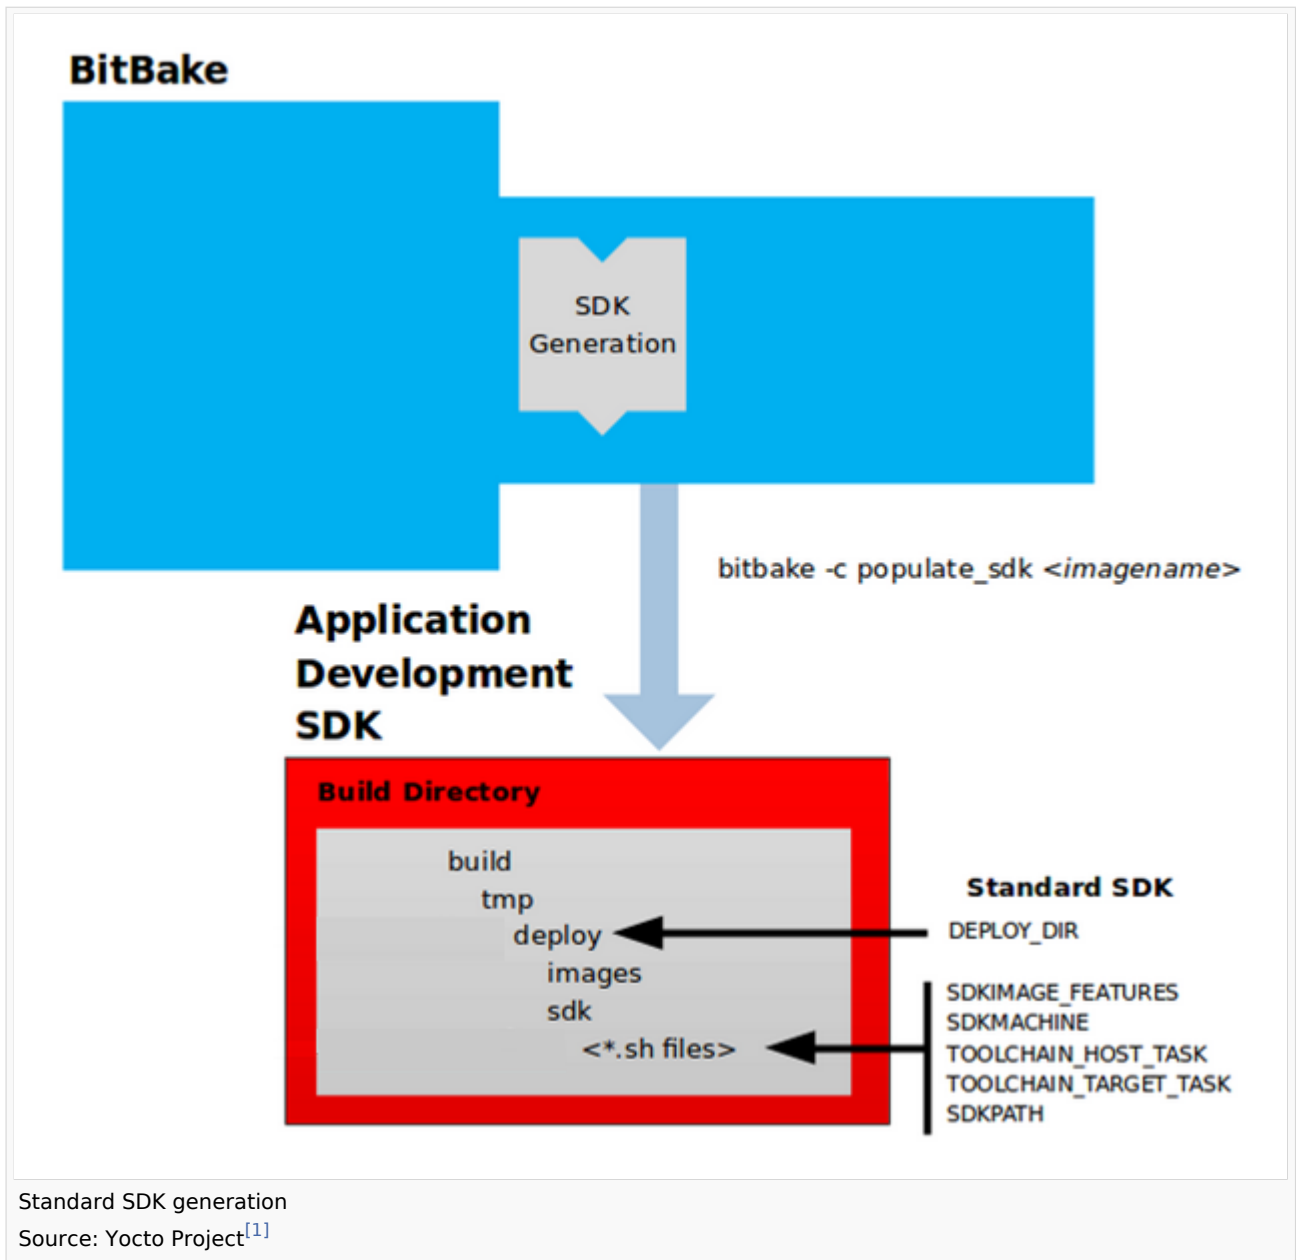 BitBake
SDK
Generation
bitbake -c populate_sdk <imagename>
Application
Development
SDK
Build Directory
build
tmp
deploy
images
sdk
<*.sh files>
Standard SDK
DEPLOY_DIR
SDKIMAGE_FEATURES
SDKMACHINE
TOOLCHAIN_HOST_TASK
TOOLCHAIN_TARGET_TASK
SDKPATH
Standard SDK generation
Source: Yocto Project[1]